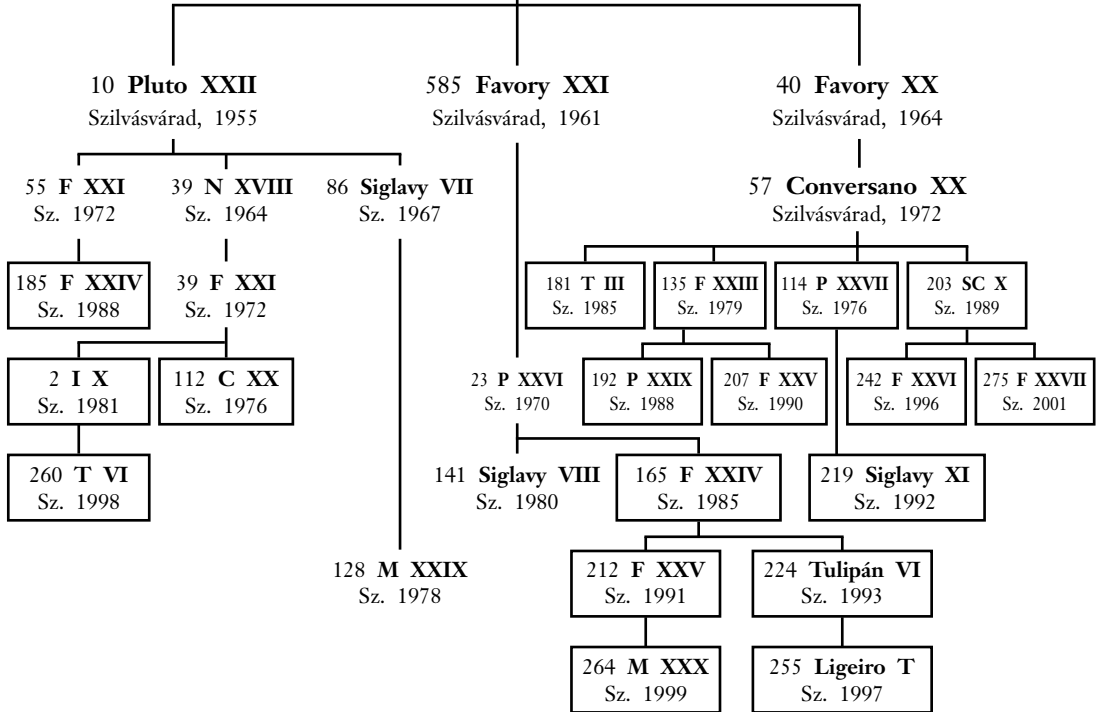 10 Pluto XXII
Szilvásvárad, 1955
585 Favory XXI
Szilvásvárad, 1961
40 Favory XX
Szilvásvárad, 1964
55 F XXI
Sz. 1972
39 N XVIII
Sz. 1964
86 Siglavy VII
Sz. 1967
57 Conversano XX
Szilvásvárad, 1972
185 F XXIV
Sz. 1988
39 F XXI
Sz. 1972
181 T III
Sz. 1985
135 F XXIII
Sz. 1979
114 P XXVII
Sz. 1976
203 SC X
Sz. 1989
2 I X
Sz. 1981
112 C XX
Sz. 1976
23 P XXVI
Sz. 1970
192 P XXIX
Sz. 1988
207 F XXV
Sz. 1990
242 F XXVI
Sz. 1996
275 F XXVII
Sz. 2001
260 T VI
Sz. 1998
141 Siglavy VIII
Sz. 1980
165 F XXIV
Sz. 1985
219 Siglavy XI
Sz. 1992
128 M XXIX
Sz. 1978
212 F XXV
Sz. 1991
224 Tulipán VI
Sz. 1993
264 M XXX
Sz. 1999
255 Ligeiro T
Sz. 1997